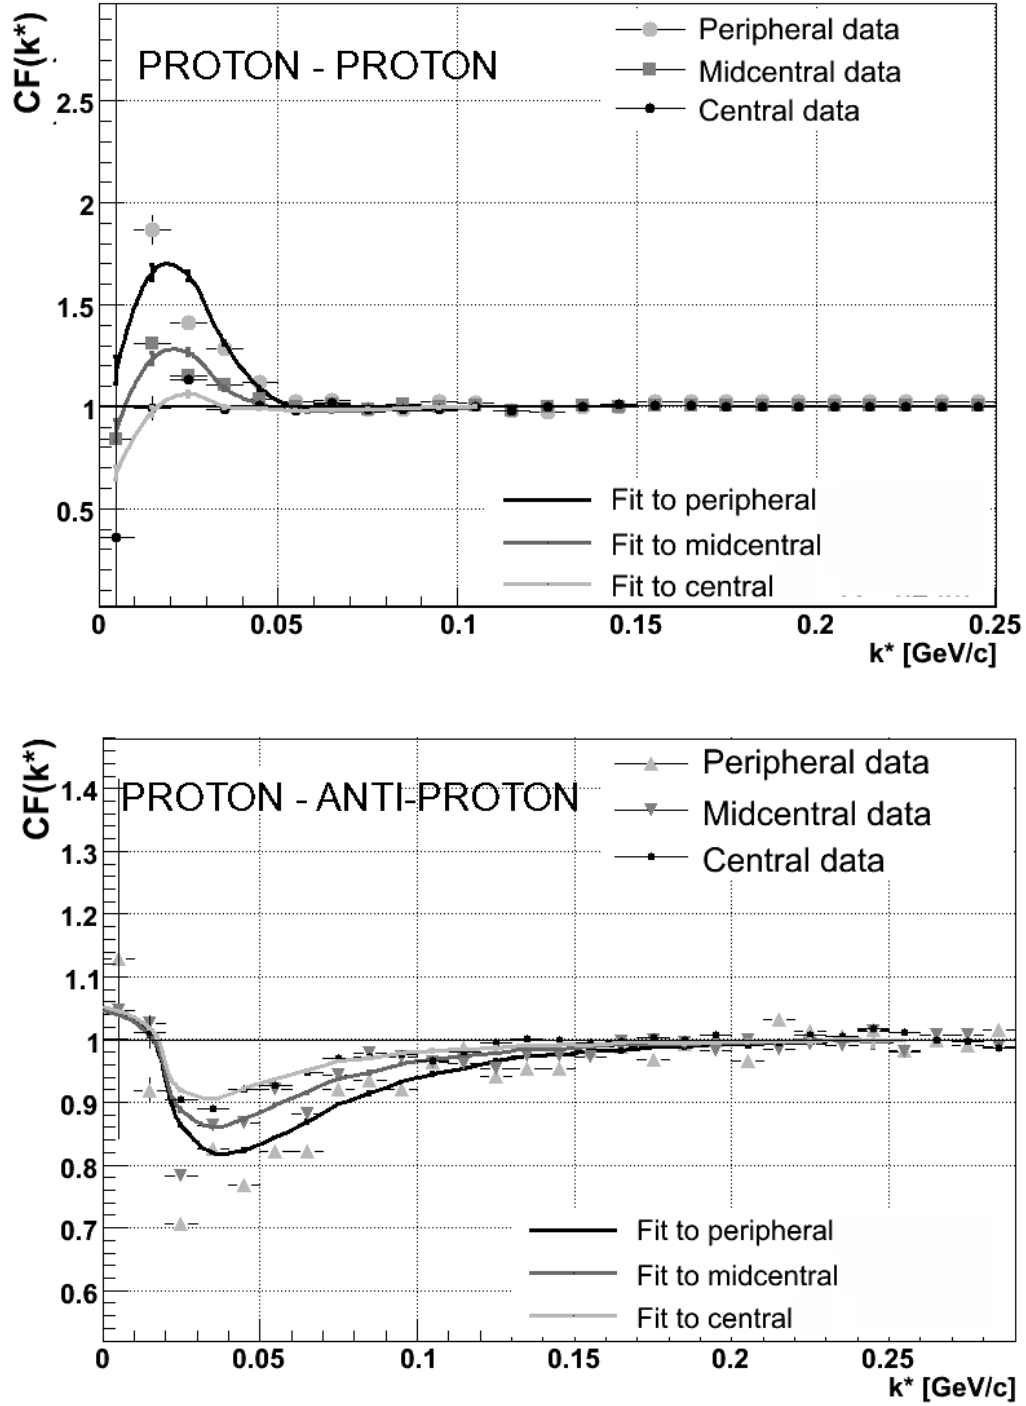 CF(k*)
PROTON - PROTON
Peripheral data
Midcentral data
Central data
2.5
2
1.5
1
0.5
Fit to peripheral
Fit to midcentral
Fit to central
0 0.05 0.1 0.15 0.2 0.25
k* [GeV/c]
CF(k*)
PROTON - ANTI-PROTON
Peripheral data
Midcentral data
Central data
1.4
1.3
1.2
1.1
1
0.9
0.8
0.7
0.6
Fit to peripheral
Fit to midcentral
Fit to central
0 0.05 0.1 0.15 0.2 0.25
k* [GeV/c]